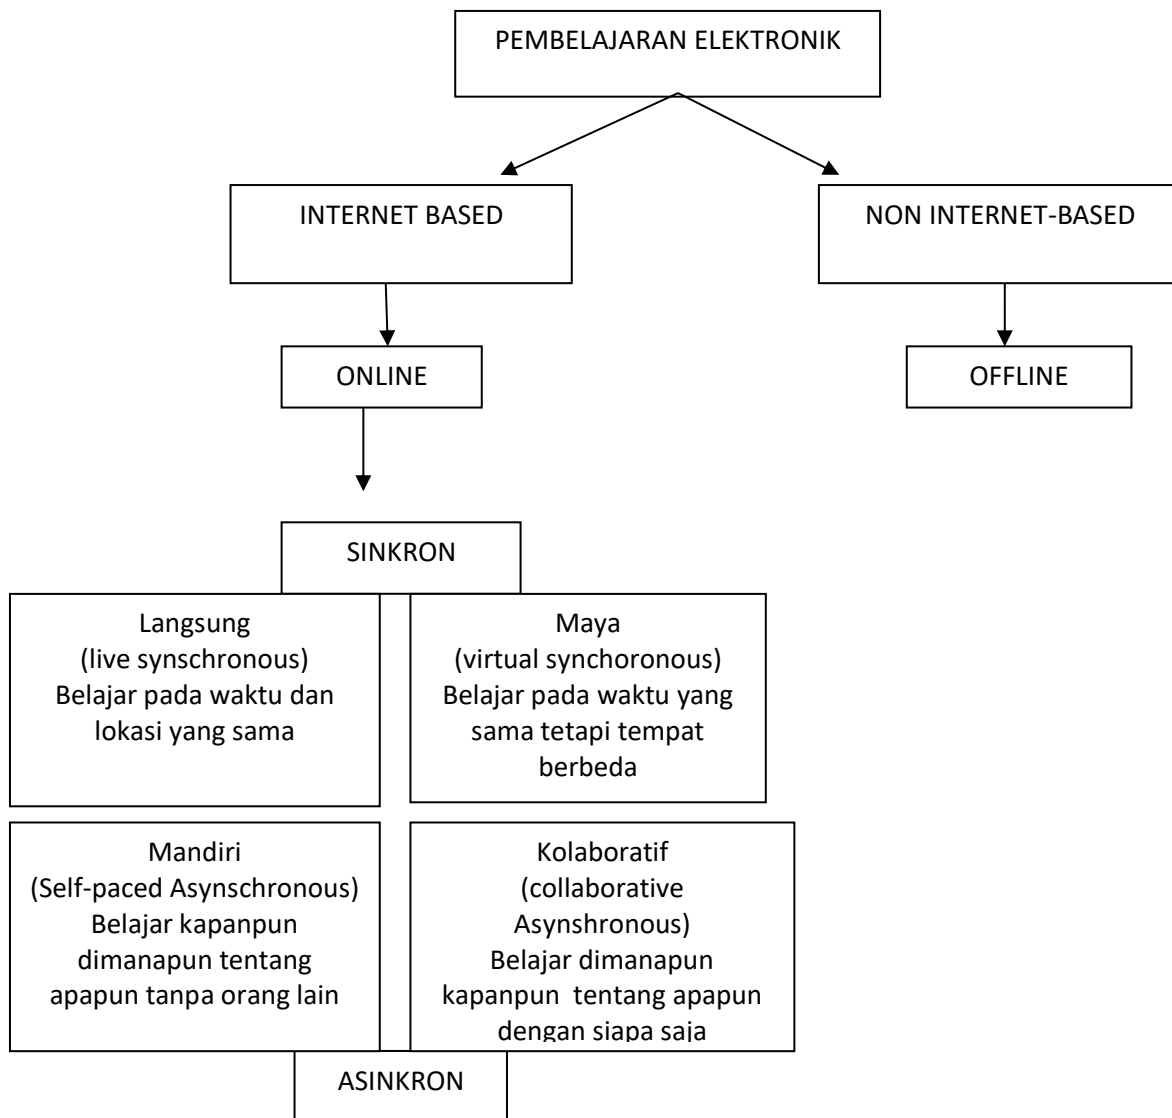 PEMBELAJARAN ELEKTRONIK
INTERNET BASED
NON INTERNET-BASED
ONLINE
OFFLINE
SINKRON
Langsung
(live synschronous)
Belajar pada waktu dan
lokasi yang sama
Maya
(virtual synchoronous)
Belajar pada waktu yang
sama tetapi tempat
berbeda
Mandiri
(Self-paced Asynschronous)
Belajar kapanpun
dimanapun tentang
apapun tanpa orang lain
Kolaboratif
(collaborative
Asynshronous)
Belajar dimanapun
kapanpun tentang apapun
dengan siapa saja
ASINKRON